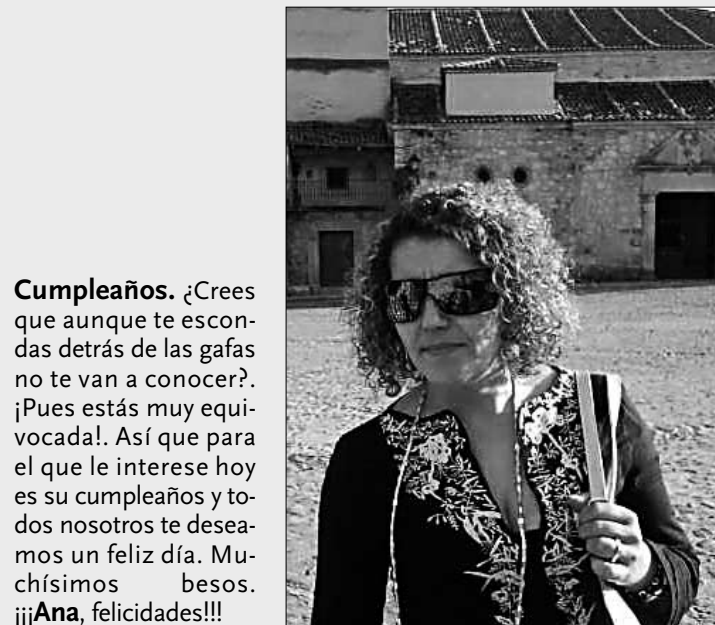 Cumpleaños. ¿Crees
que aunque te escon-
das detrás de las gafas
no te van a conocer?.
¡Pues estás muy equi-
vocada!. Así que para
el que le interese hoy
es su cumpleaños y to-
dos nosotros te desea-
mos un feliz día. Mu-
chísimos besos.
¡¡¡Ana, felicidades!!!